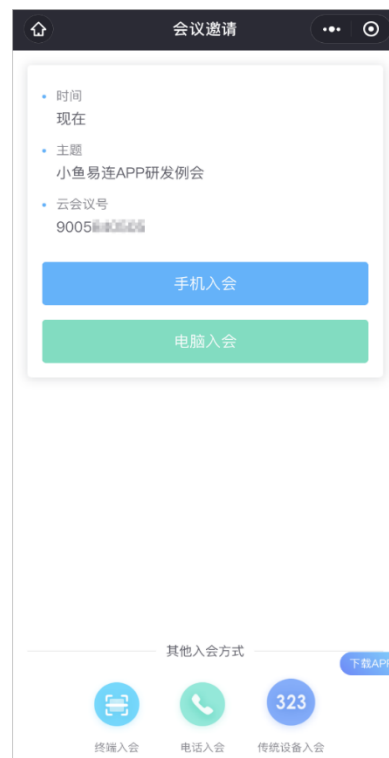 会议邀请
时间
现在
主题
小鱼易连APP研发例会
云会议号
9005
手机入会
电脑入会
其他入会方式
下载APP
323
终端入会
电话入会
传统设备入会